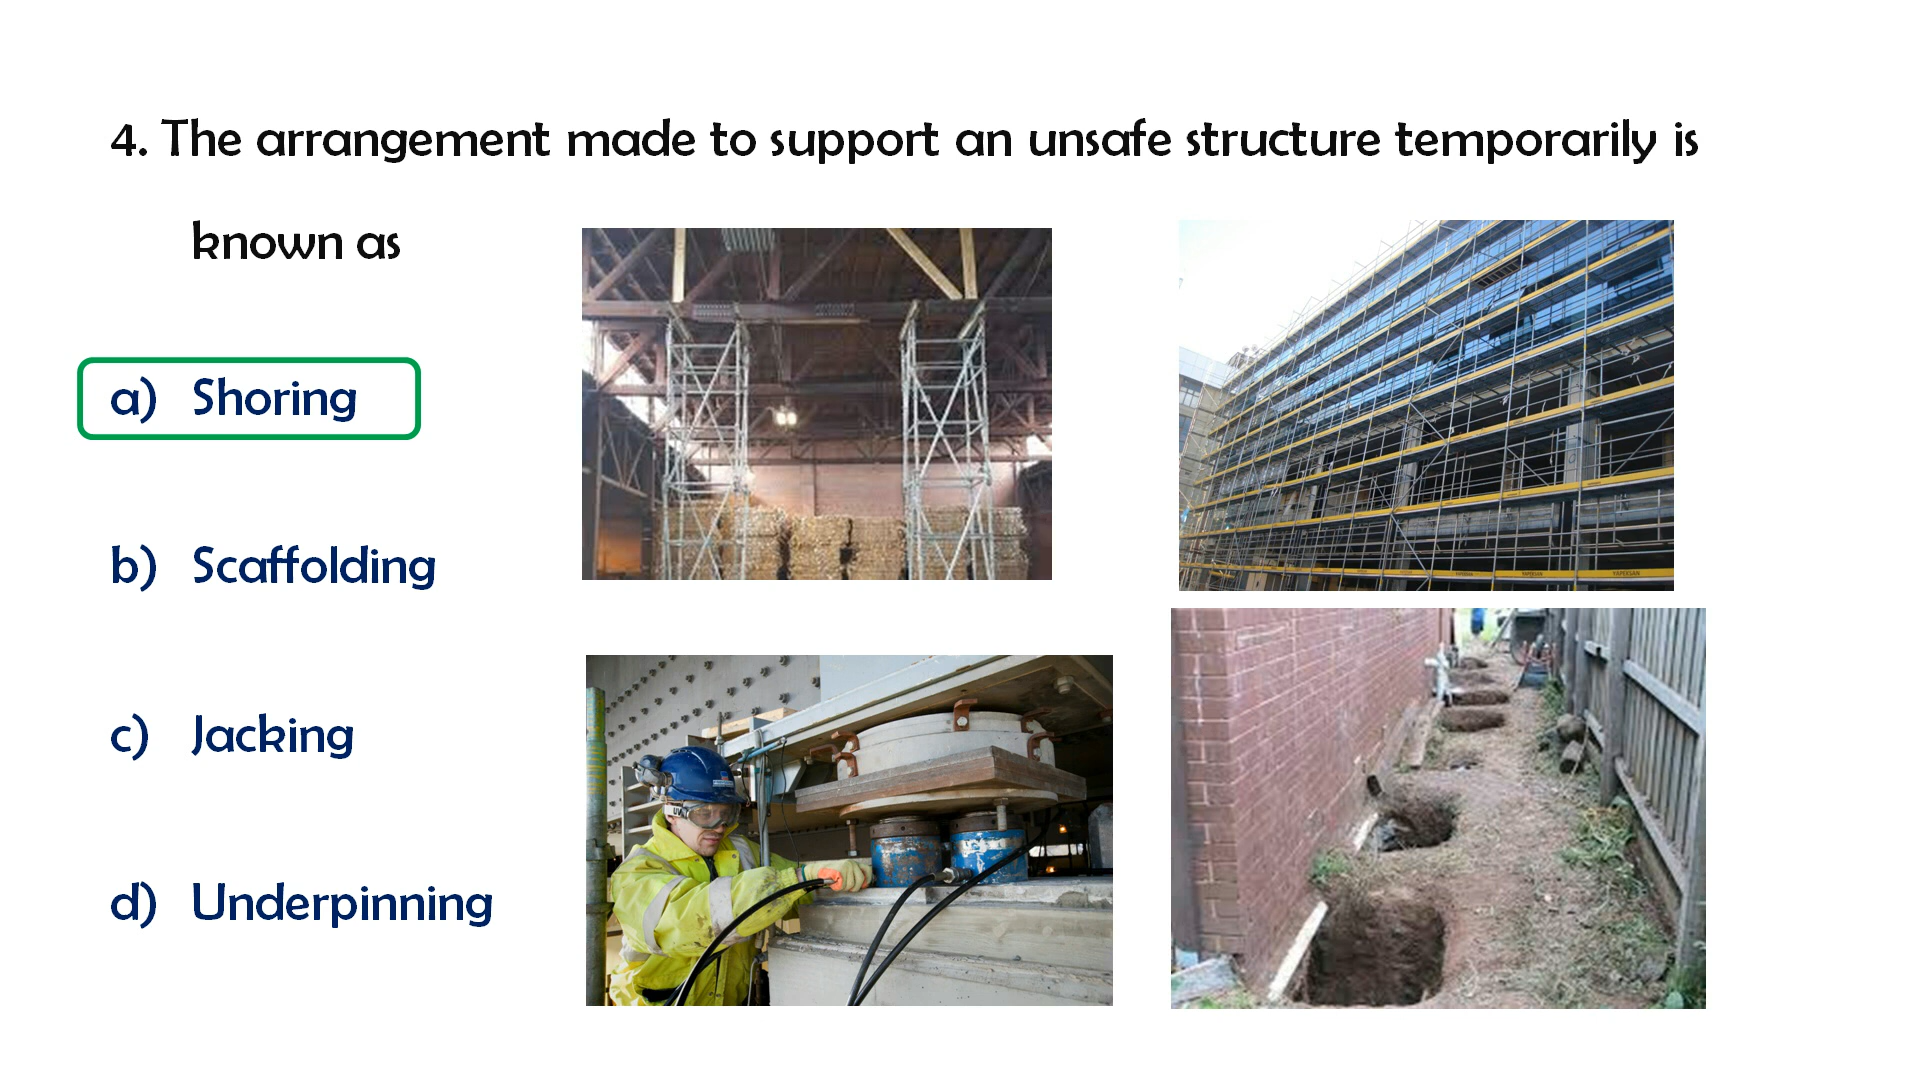 4. The arrangement made to support an unsafe structure temporarily is
known as
a) Shoring
b) Scaffolding
c) Jacking
d) Underpinning